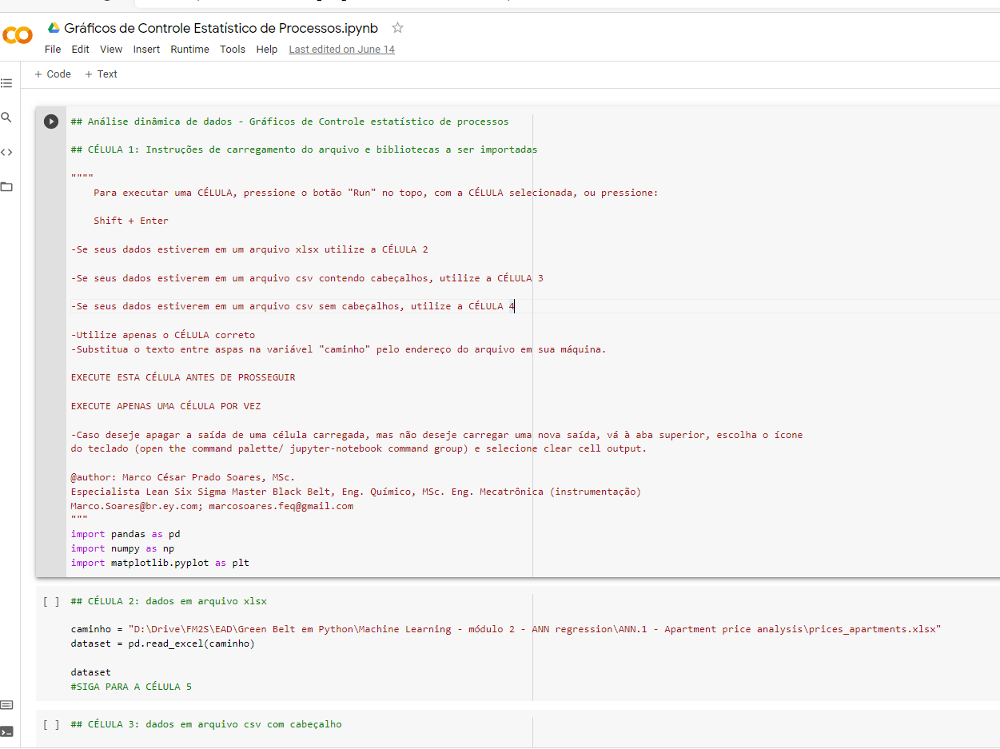 Gráficos de Controle Estatístico de Processos.ipynb
File Edit View Insert Runtime Tools Help Last edited on June 14
+ Code + Text
## Análise dinâmica de dados - Gráficos de Controle estatístico de processos
## CÉLULA 1: Instruções de carregamento do arquivo e bibliotecas a ser importadas
""""
Para executar uma CÉLULA, pressione o botão "Run" no topo, com a CÉLULA selecionada, ou pressione:
Shift + Enter
-Se seus dados estiverem em um arquivo xlsx utilize a CÉLULA 2
-Se seus dados estiverem em um arquivo csv contendo cabeçalhos, utilize a CÉLULA 3
-Se seus dados estiverem em um arquivo csv sem cabeçalhos, utilize a CÉLULA 4
-Utilize apenas o CÉLULA correto
-Substitua o texto entre aspas na variável "caminho" pelo endereço do arquivo em sua máquina.
EXECUTE ESTA CÉLULA ANTES DE PROSSEGUIR
EXECUTE APENAS UMA CÉLULA POR VEZ
-Caso deseje apagar a saída de uma célula carregada, mas não deseje carregar uma nova saída, vá à aba superior, escolha o ícone
do teclado (open the command palette/ jupyter-notebook command group) e selecione clear cell output.
@author: Marco César Prado Soares, MSc.
Especialista Lean Six Sigma Master Black Belt, Eng. Químico, MSc. Eng. Mecatrônica (instrumentação)
Marco.Soares@br.ey.com; marcosoares.feq@gmail.com
"""
import pandas as pd
import numpy as np
import matplotlib.pyplot as plt
[ ] ## CÉLULA 2: dados em arquivo xlsx
caminho = "D:\Drive\FM2S\EAD\Green Belt em Python\Machine Learning - módulo 2 - ANN regression\ANN.1 - Apartment price analysis\prices_apartments.xlsx"
dataset = pd.read_excel(caminho)
dataset
#SIGA PARA A CÉLULA 5
[ ] ## CÉLULA 3: dados em arquivo csv com cabeçalho